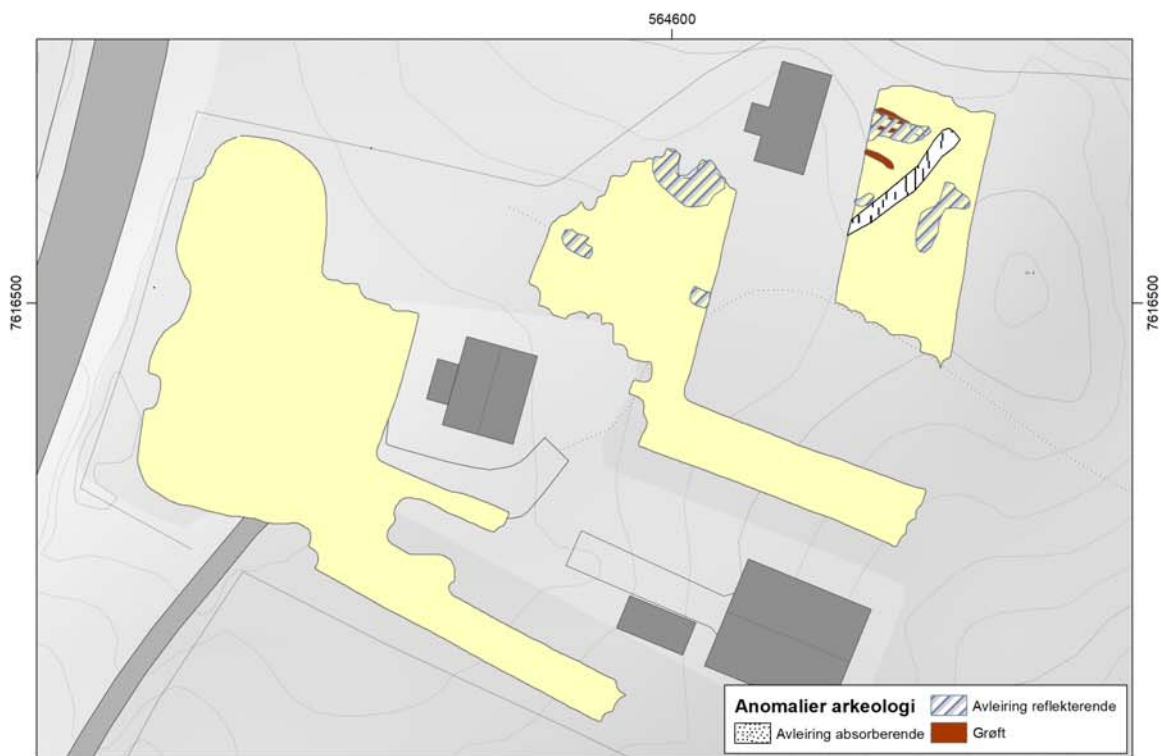 564600
7616500
7616500
Anomalier arkeologi
Avleiring reflekterende
Avleiring absorberende
Grøft